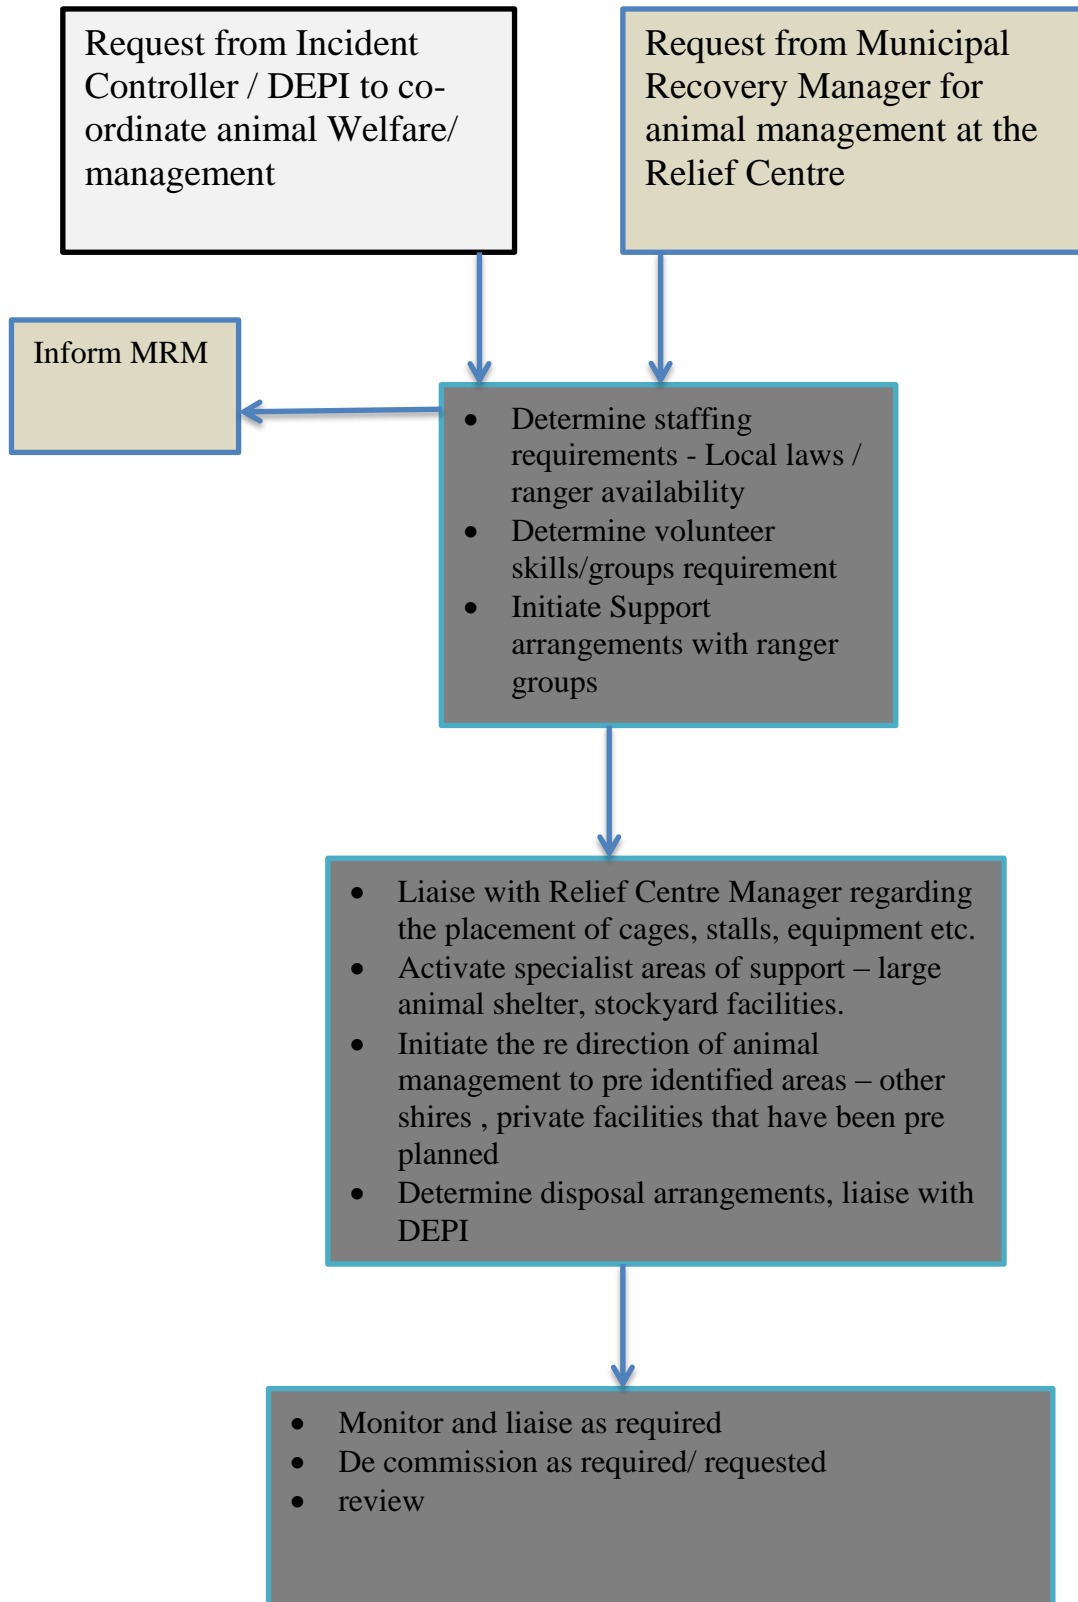 Request from Incident
Controller / DEPI to co-
ordinate animal Welfare/
management
Request from Municipal
Recovery Manager for
animal management at the
Relief Centre
Inform MRM
• Determine staffing
requirements - Local laws /
ranger availability
• Determine volunteer
skills/groups requirement
• Initiate Support
arrangements with ranger
groups
• Liaise with Relief Centre Manager regarding
the placement of cages, stalls, equipment etc.
• Activate specialist areas of support – large
animal shelter, stockyard facilities.
• Initiate the re direction of animal
management to pre identified areas – other
shires , private facilities that have been pre
planned
• Determine disposal arrangements, liaise with
DEPI
• Monitor and liaise as required
• De commission as required/ requested
• review